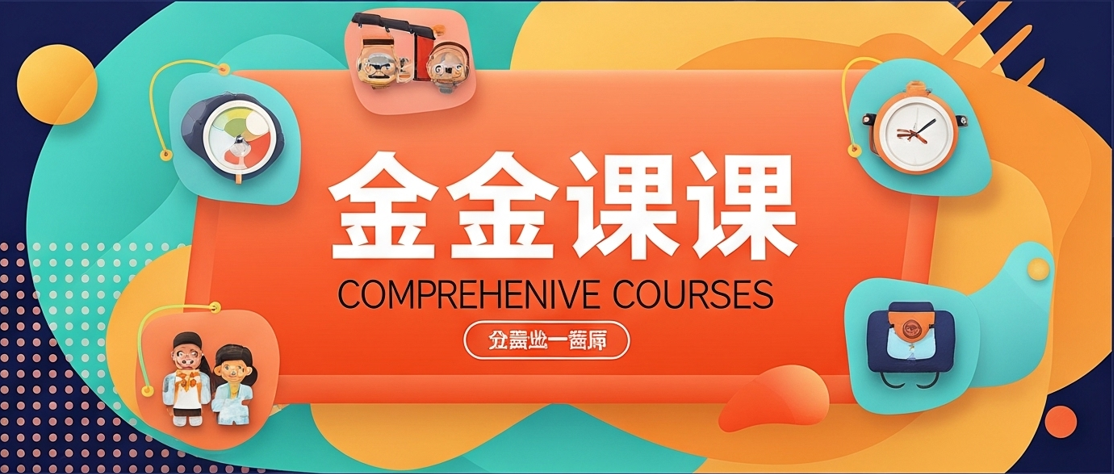 金金课课
COMPREHENIVE COURSES